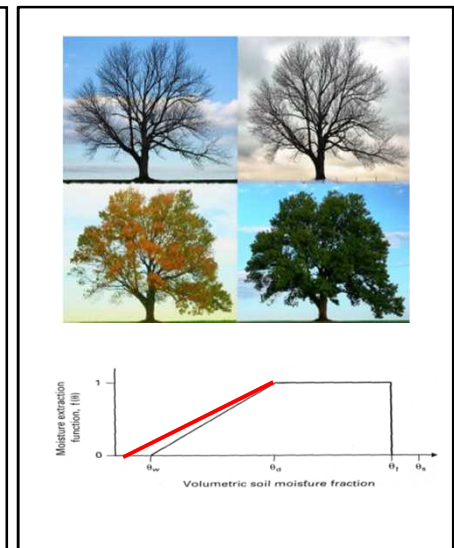 Moisture extraction
function, f(θ)
1
0
θw
θd
θf
θs
Volumetric soil moisture fraction